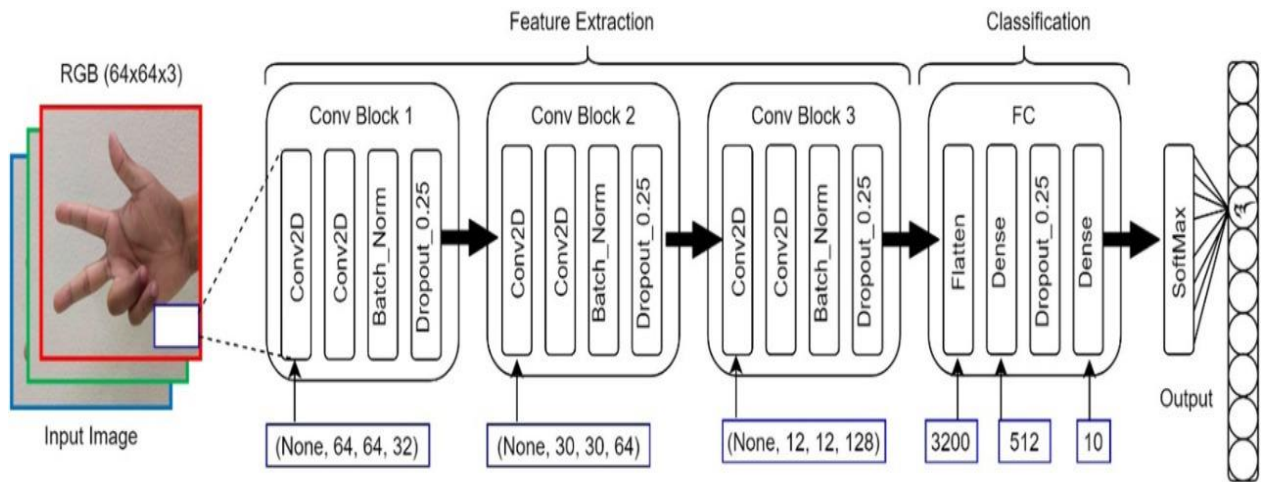 Feature Extraction
Classification
RGB (64x64x3)
Conv Block 1
Conv Block 2
Conv Block 3
FC
Conv2D
Conv2D
Batch_Norm
Dropout_0.25
Conv2D
Conv2D
Batch_Norm
Dropout_0.25
Conv2D
Conv2D
Batch_Norm
Dropout_0.25
Flatten
Dense
Dropout_0.25
Dense
SoftMax
Input Image
(None, 64, 64, 32)
(None, 30, 30, 64)
(None, 12, 12, 128)
3200
512
10
Output